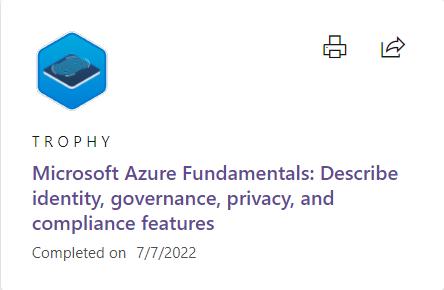 TROPHY
Microsoft Azure Fundamentals: Describe
identity, governance, privacy, and
compliance features
Completed on 7/7/2022